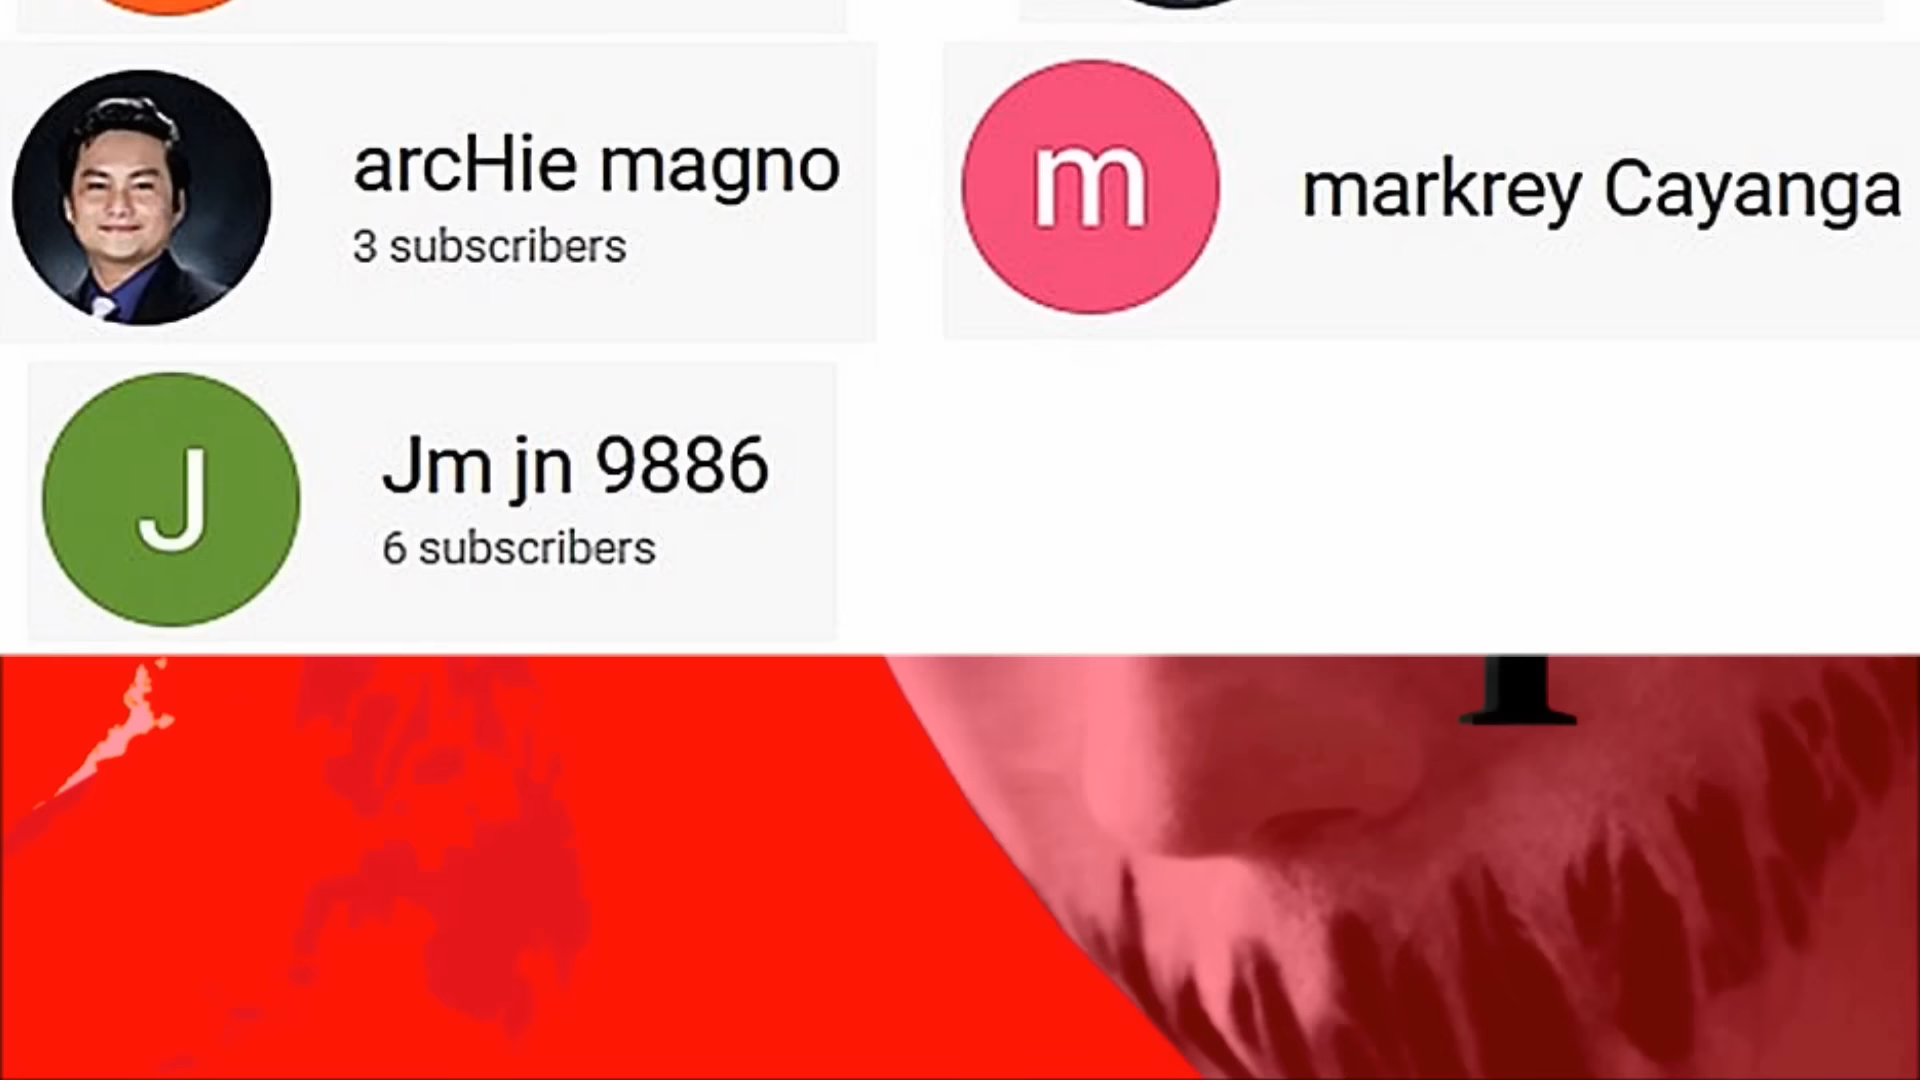 arcHie magno
3 subscribers
m
markrey Cayanga
J
Jm jn 9886
6 subscribers